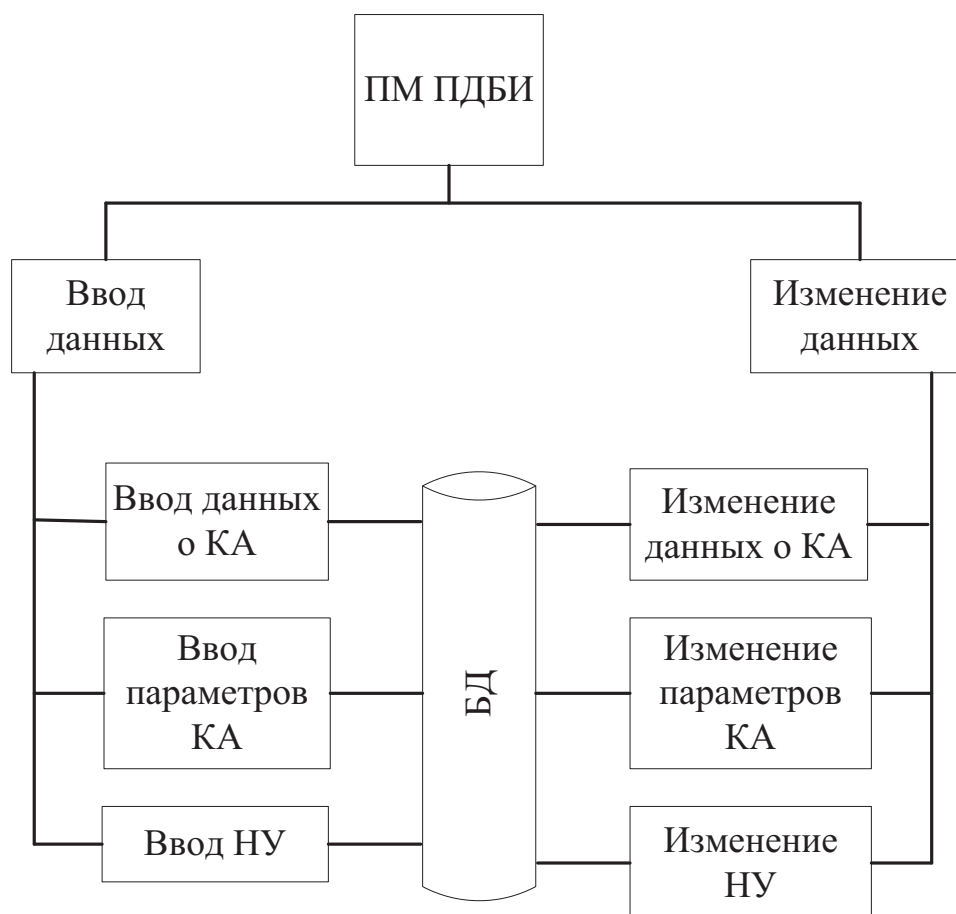 ПМ ПДБИ
Ввод
данных
Изменение
данных
Ввод данных
о КА
Изменение
данных о КА
Ввод
параметров
КА
БД
Изменение
параметров
КА
Ввод НУ
Изменение
НУ